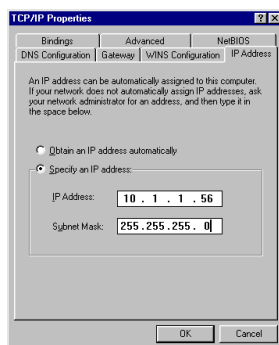 TCP/IP Properties
Bindings Advanced NetBIOS
DNS Configuration Gateway WINS Configuration IP Address
An IP address can be automatically assigned to this computer.
If your network does not automatically assign IP addresses, ask
your network administrator for an address, and then type it in
the space below.
Obtain an IP address automatically
Specify an IP address:
IP Address: 10 . 1 . 1 . 56
Subnet Mask: 255.255.255. 0
OK Cancel